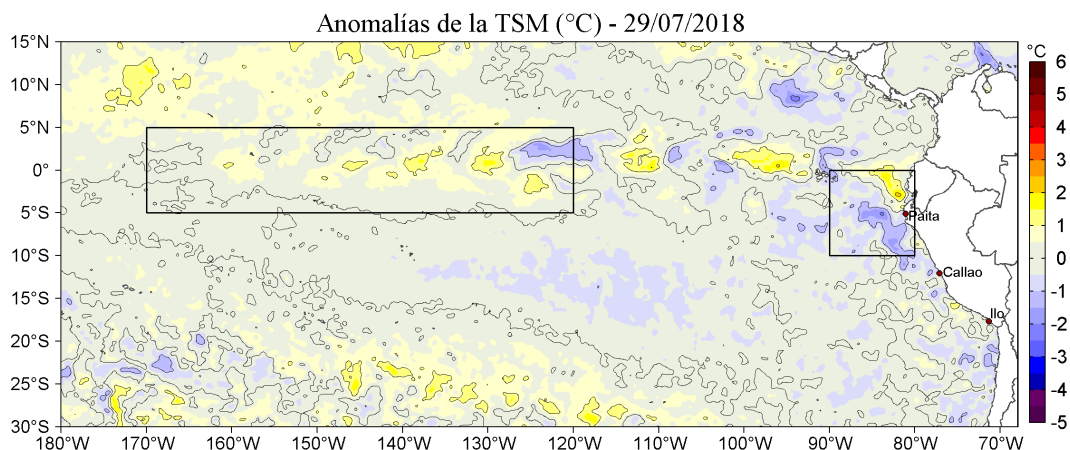 Anomalías de la TSM (°C) - 29/07/2018
15°N
10°N
5°N
0°
5°S
10°S
15°S
20°S
25°S
30°S
180°W
170°W
160°W
150°W
140°W
130°W
120°W
110°W
100°W
90°W
80°W
70°W
Paita
Callao
Ilo
°C
6
5
4
3
2
1
0
-1
-2
-3
-4
-5